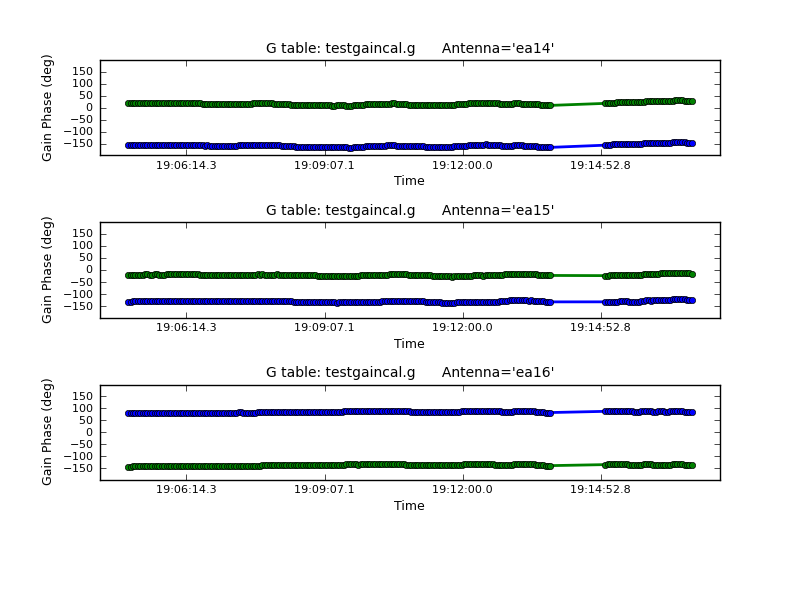 G table: testgaincal.g Antenna='ea14'
Gain Phase (deg)
150
100
50
0
−50
−100
−150
19:06:14.3 19:09:07.1 19:12:00.0 19:14:52.8
Time
G table: testgaincal.g Antenna='ea15'
Gain Phase (deg)
150
100
50
0
−50
−100
−150
19:06:14.3 19:09:07.1 19:12:00.0 19:14:52.8
Time
G table: testgaincal.g Antenna='ea16'
Gain Phase (deg)
150
100
50
0
−50
−100
−150
19:06:14.3 19:09:07.1 19:12:00.0 19:14:52.8
Time